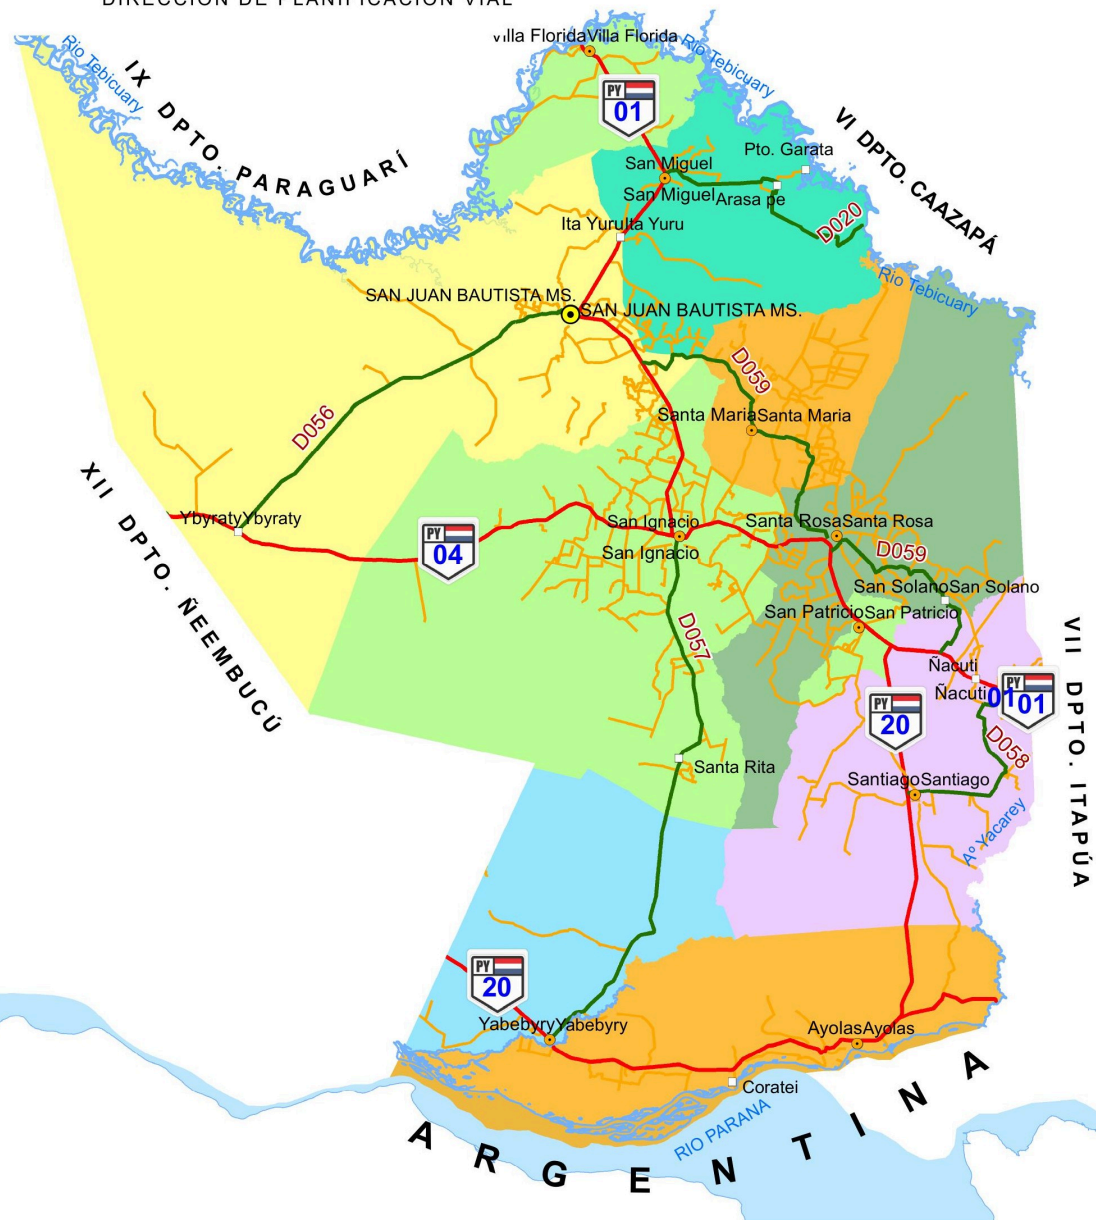 DIRECCION DE PLANIFICACION VIAL
Villa Florida Villa Florida
Rio Tebicuary
Rio Tebicuary
IX DPTO. PARAGUARÍ
PY 01
VI DPTO. CAAZAPÁ
Pto. Garata
San Miguel
San Miguel
Arasa pe
D020
Ita Yuru Ita Yuru
Rio Tebicuary
SAN JUAN BAUTISTA MS.
SAN JUAN BAUTISTA MS.
D059
D056
Santa Maria Santa Maria
XII DPTO. ÑEEMBUCÚ
Ybyraty Ybyraty
PY 04
San Ignacio
San Ignacio
Santa Rosa Santa Rosa
D059
San Solano San Solano
San Patricio San Patricio
D057
VII DPTO. ITAPÚA
Ñacuti
Ñacuti
01
PY 01
PY 20
D058
Santa Rita
Santiago Santiago
Aº Yacarey
PY 20
Yabebyry Yabebyry
Ayolas Ayolas
Coratei
RIO PARANA
ARGENTINA